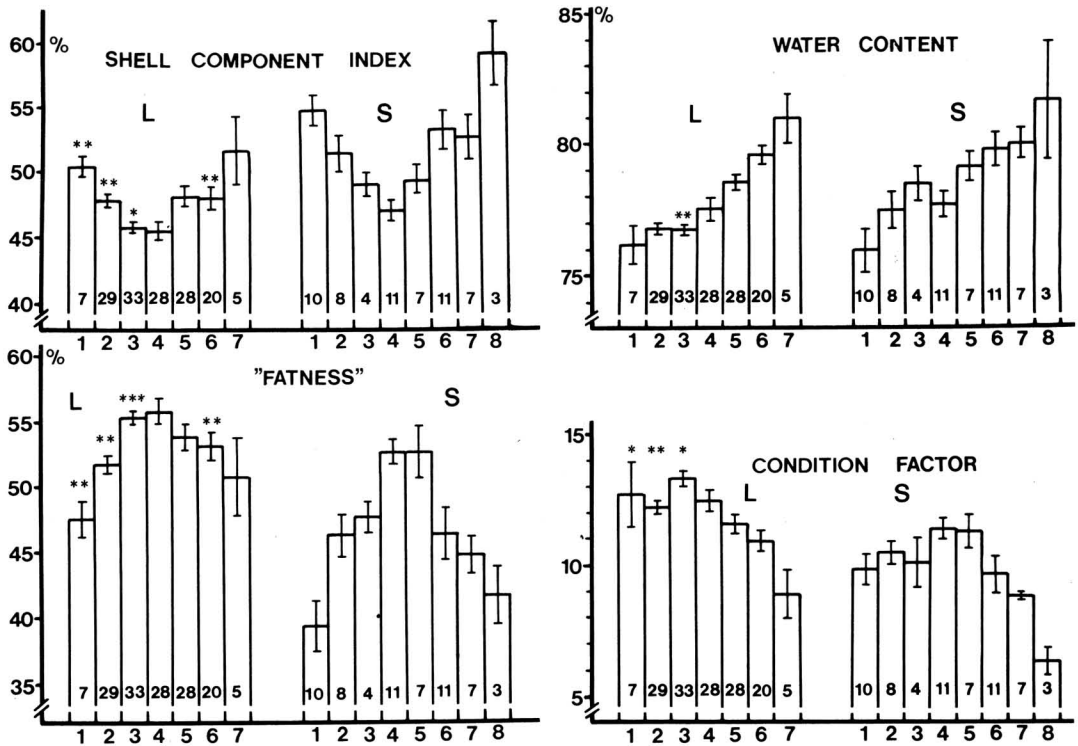 60
%
SHELL COMPONENT INDEX
L
S
55
50
45
40
** ** * **
7 29 33 28 28 20 5
10 8 4 11 7 11 7 3
1 2 3 4 5 6 7
1 2 3 4 5 6 7 8
85
%
WATER CONTENT
L
S
80
75
**
7 29 33 28 28 20 5
10 8 4 11 7 11 7 3
1 2 3 4 5 6 7
1 2 3 4 5 6 7 8
60
%
"FATNESS"
L
S
55
50
45
40
35
** ** *** **
7 29 33 28 28 20 5
10 8 4 11 7 11 7 3
1 2 3 4 5 6 7
1 2 3 4 5 6 7 8
15
* ** *
CONDITION FACTOR
L
S
10
5
7 29 33 28 28 20 5
10 8 4 11 7 11 7 3
1 2 3 4 5 6 7
1 2 3 4 5 6 7 8